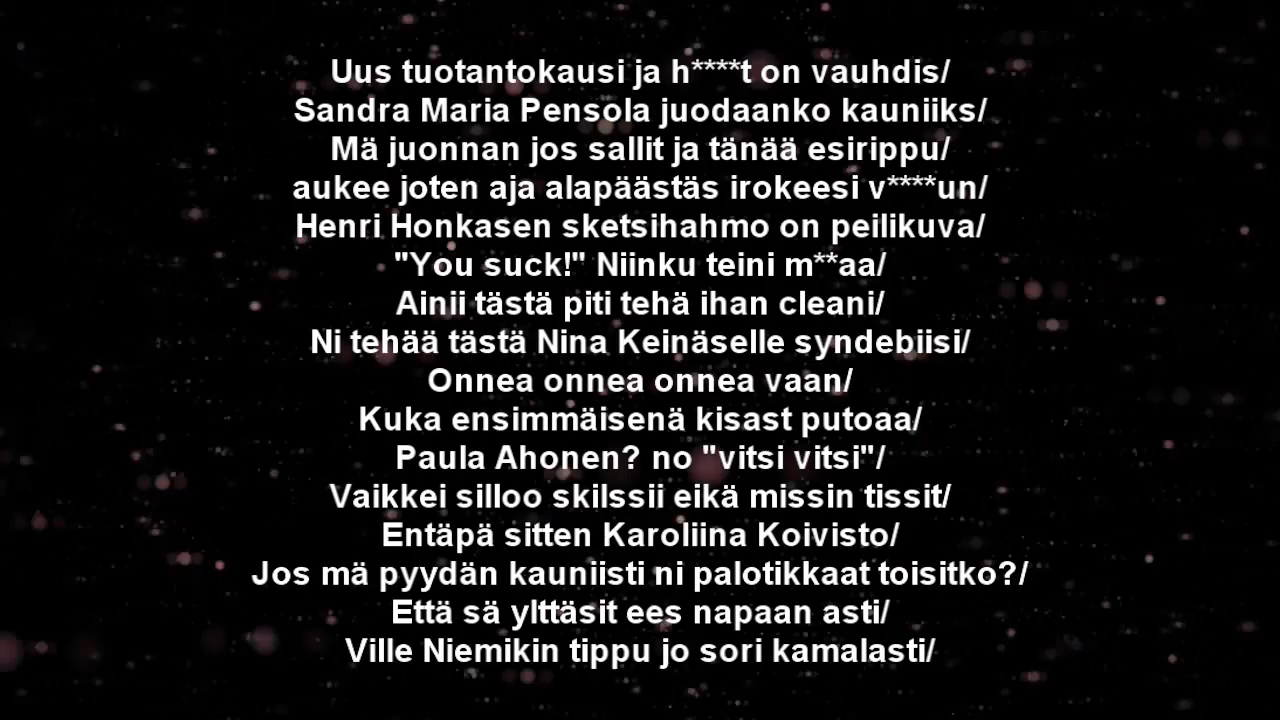 Uus tuotantokausi ja h****t on vauhdis/
Sandra Maria Pensola juodaanko kauniiks/
Mä juonnan jos sallit ja tänää esirippu/
aukee joten aja alapäästäs irokeesi v****un/
Henri Honkasen sketsihahmo on peilikuva/
"You suck!" Niinku teini m**aa/
Ainii tästä piti tehä ihan cleani/
Ni tehää tästä Nina Keinäselle syndebiisi/
Onnea onnea onnea vaan/
Kuka ensimmäisenä kisast putoaa/
Paula Ahonen? no "vitsi vitsi"/
Vaikkei silloo skilssii eikä missin tissit/
Entäpä sitten Karoliina Koivisto/
Jos mä pyydän kauniisti ni palotikkaat toisitko?/
Että sä ylttäsit ees napaan asti/
Ville Niemikin tippu jo sori kamalasti/